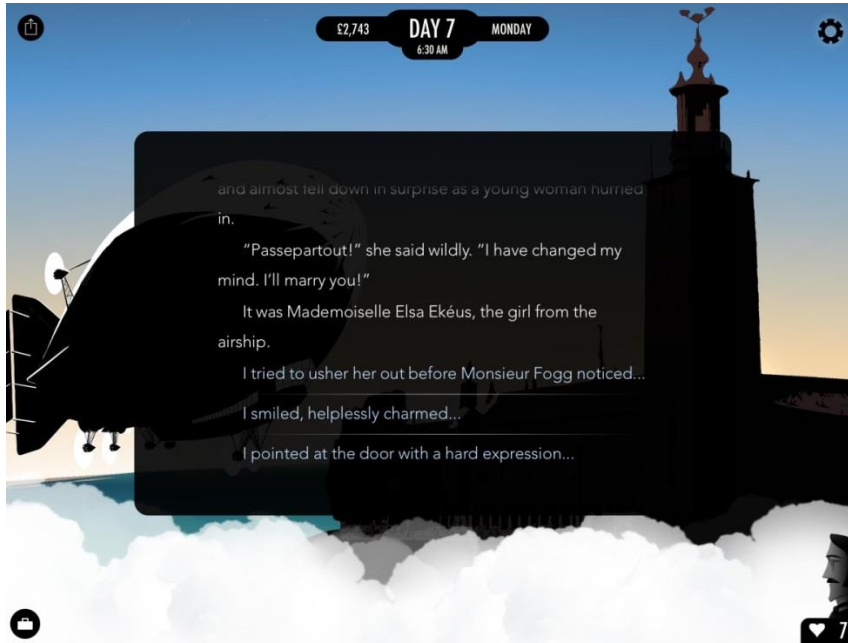 £2,743
DAY 7
MONDAY
6:30 AM
and almost fell down in surprise as a young woman hurried
in.
“Passepartout!” she said wildly. “I have changed my
mind. I’ll marry you!”
It was Mademoiselle Elsa Ekéus, the girl from the
airship.
I tried to usher her out before Monsieur Fogg noticed...
I smiled, helplessly charmed...
I pointed at the door with a hard expression...
7